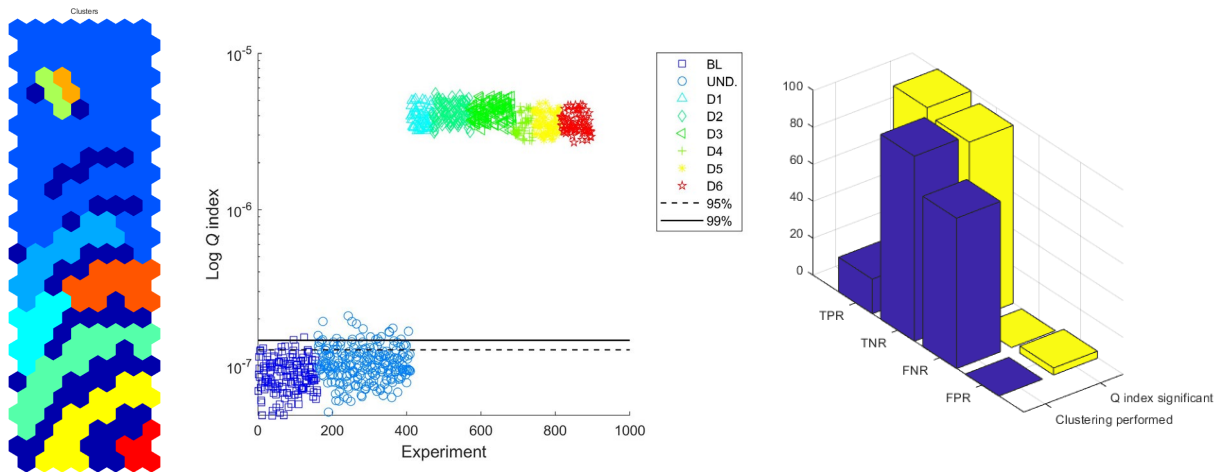 Clusters
10^-5
10^-6
10^-7
Log Q index
0 200 400 600 800 1000
Experiment
BL
UND.
D1
D2
D3
D4
D5
D6
95%
99%
100
80
60
40
20
0
TPR
TNR
FNR
FPR
Q index significant
Clustering performed